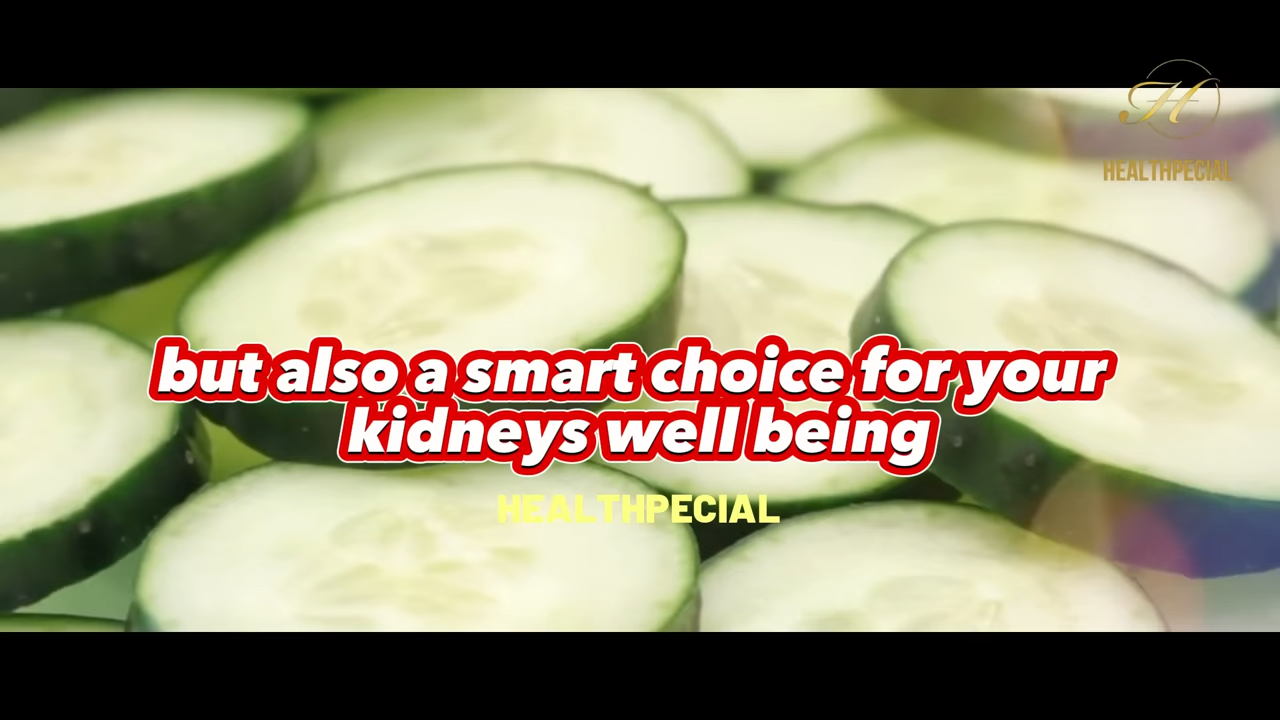 H
HEALTHPECIAL
but also a smart choice for your
kidneys well being
HEALTHPECIAL